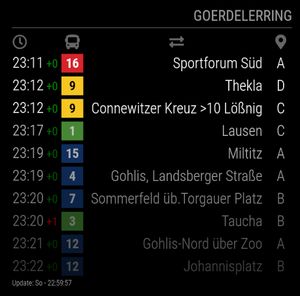 GOERDELERRING
23:11 +0 16 Sportforum Süd A
23:12 +0 9 Thekla D
23:12 +0 9 Connewitzer Kreuz >10 Lößnig C
23:17 +0 1 Lausen C
23:19 +0 15 Miltitz A
23:19 +0 4 Gohlis, Landsberger Straße A
23:20 +0 7 Sommerfeld üb.Torgauer Platz B
23:20 +1 3 Taucha B
23:21 +0 12 Gohlis-Nord über Zoo A
23:22 +0 12 Johannisplatz B
Update: So - 22:59:57